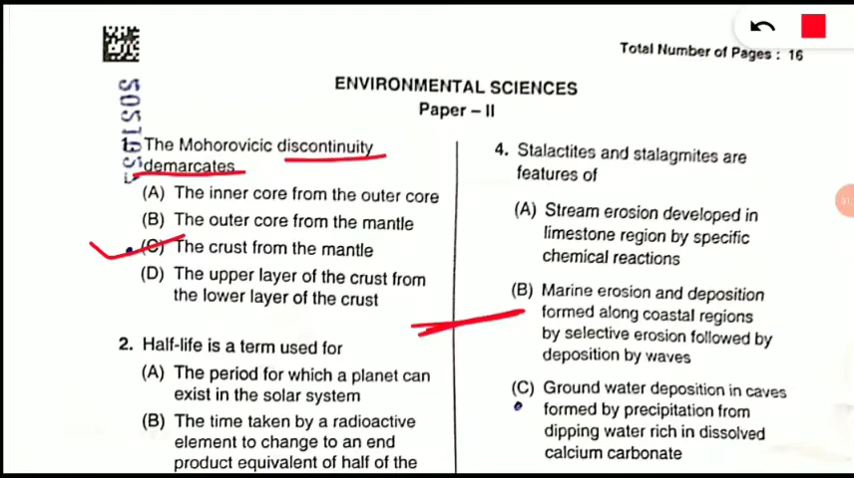 Total Number of Pages : 16
ENVIRONMENTAL SCIENCES
Paper – II
1. The Mohorovicic discontinuity
demarcates
(A) The inner core from the outer core
(B) The outer core from the mantle
(C) The crust from the mantle
(D) The upper layer of the crust from
the lower layer of the crust
2. Half-life is a term used for
(A) The period for which a planet can
exist in the solar system
(B) The time taken by a radioactive
element to change to an end
product equivalent of half of the
4. Stalactites and stalagmites are
features of
(A) Stream erosion developed in
limestone region by specific
chemical reactions
(B) Marine erosion and deposition
formed along coastal regions
by selective erosion followed by
deposition by waves
(C) Ground water deposition in caves
formed by precipitation from
dipping water rich in dissolved
calcium carbonate